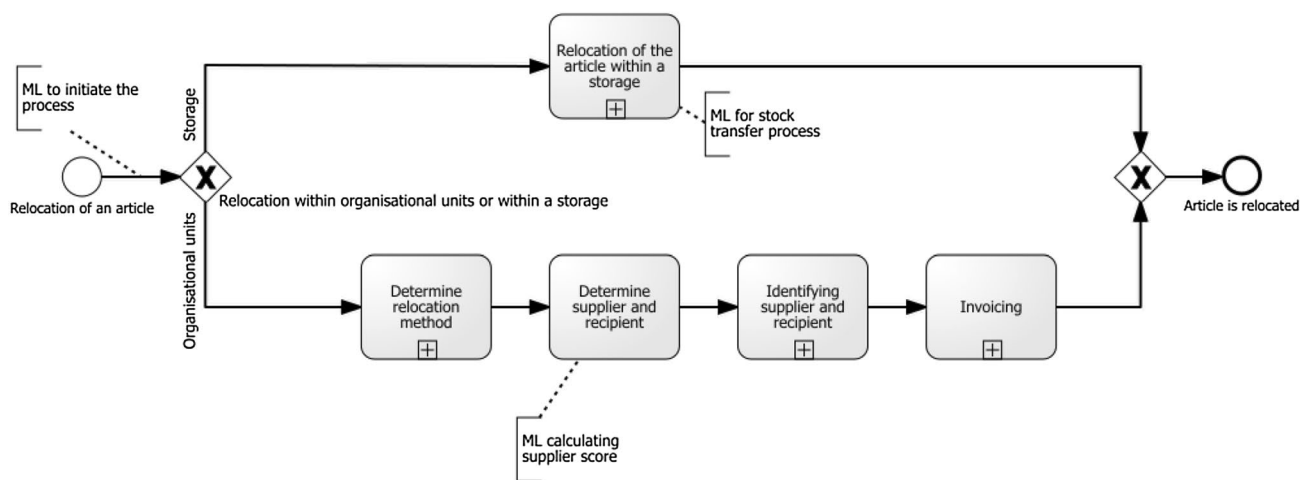 Relocation of the
article within a
storage
ML to initiate the
process
Storage
ML for stock
transfer process
X
X
Relocation of an article
Relocation within organisational units or within a storage
Article is relocated
Organisational units
Determine
relocation
method
Determine
supplier and
recipient
Identifying
supplier and
recipient
Invoicing
ML calculating
supplier score